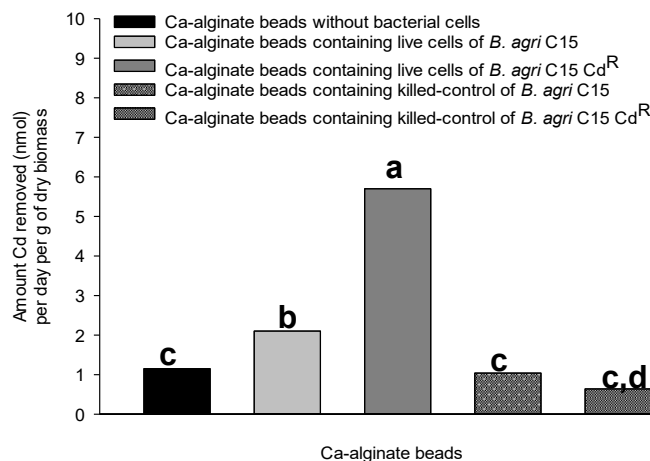 Ca-alginate beads without bacterial cells
Ca-alginate beads containing live cells of B. agri C15
Ca-alginate beads containing live cells of B. agri C15 Cd^R
Ca-alginate beads containing killed-control of B. agri C15
Ca-alginate beads containing killed-control of B. agri C15 Cd^R
Amount Cd removed (nmol)
per day per g of dry biomass
10
9
8
7
6
5
4
3
2
1
0
c
b
a
c
c,d
Ca-alginate beads